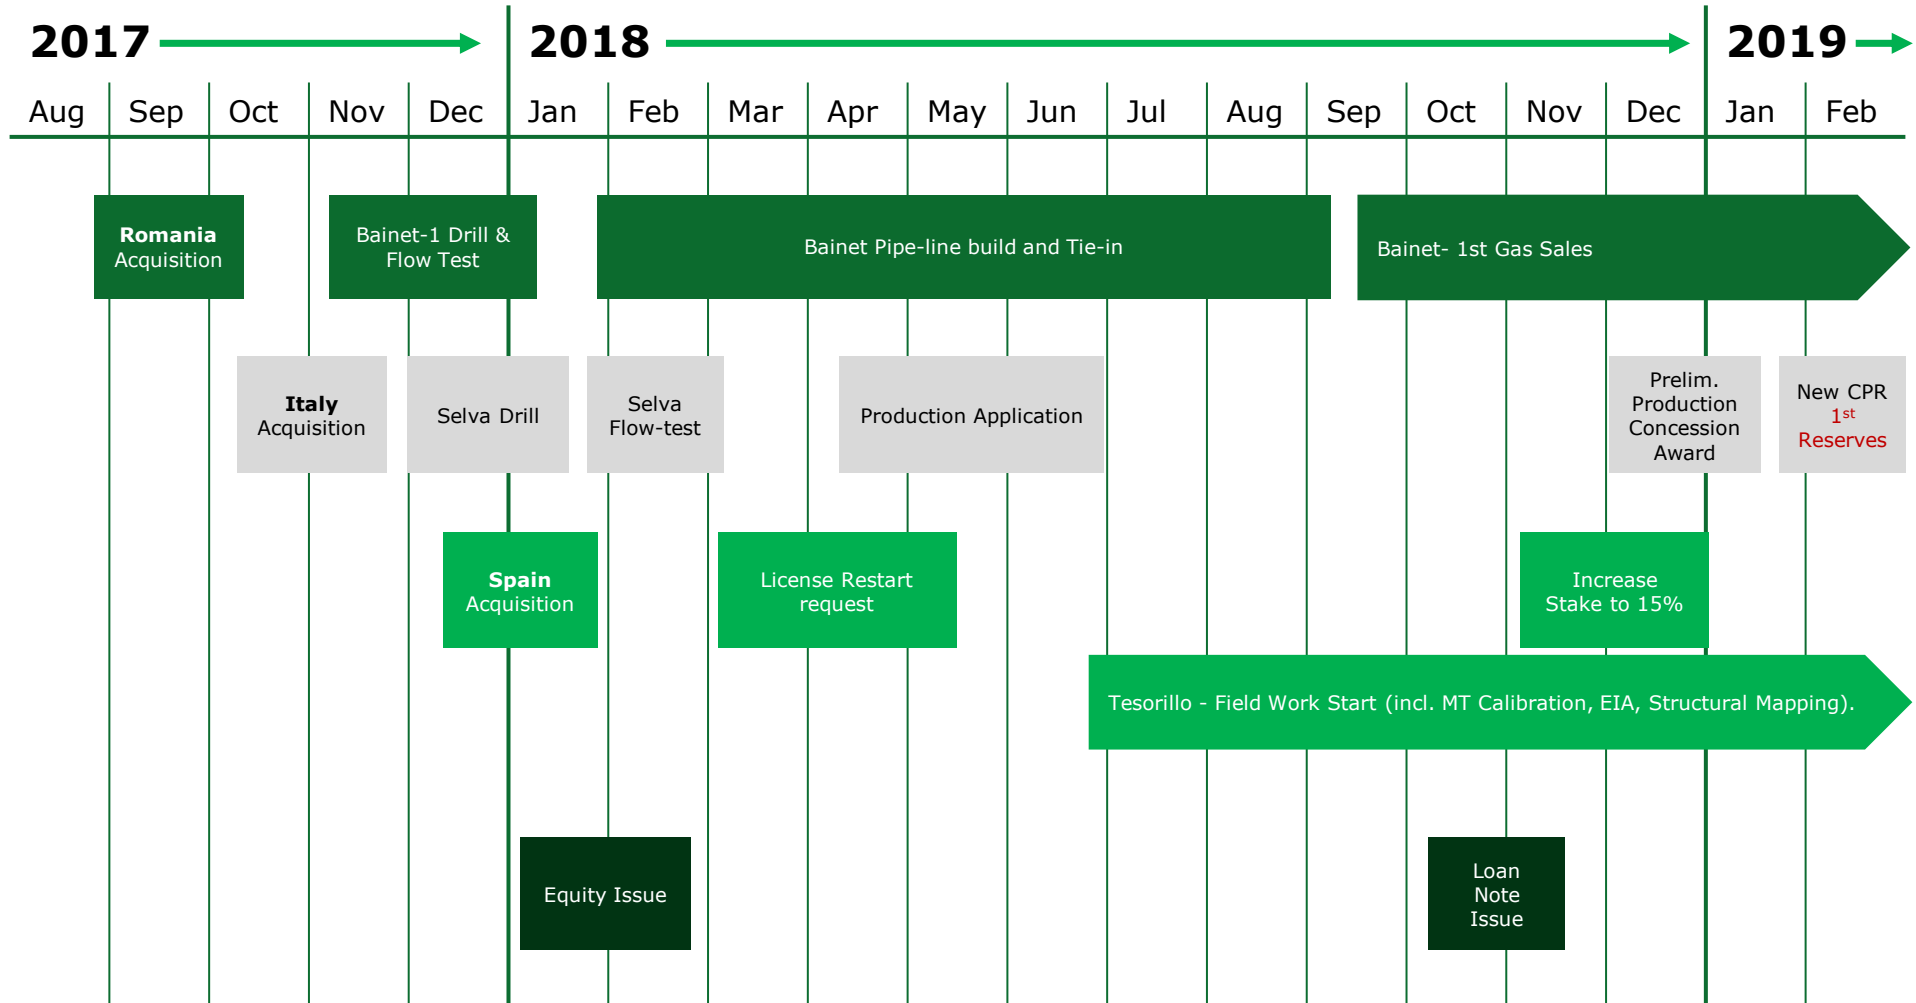 2017
2018
2019
Aug Sep Oct Nov Dec Jan Feb Mar Apr May Jun Jul Aug Sep Oct Nov Dec Jan Feb
Romania
Acquisition
Bainet-1 Drill &
Flow Test
Bainet Pipe-line build and Tie-in
Bainet- 1st Gas Sales
Italy
Acquisition
Selva Drill
Selva
Flow-test
Production Application
Prelim.
Production
Concession
Award
New CPR
1st
Reserves
Spain
Acquisition
License Restart
request
Increase
Stake to 15%
Tesorillo - Field Work Start (incl. MT Calibration, EIA, Structural Mapping).
Equity Issue
Loan
Note
Issue